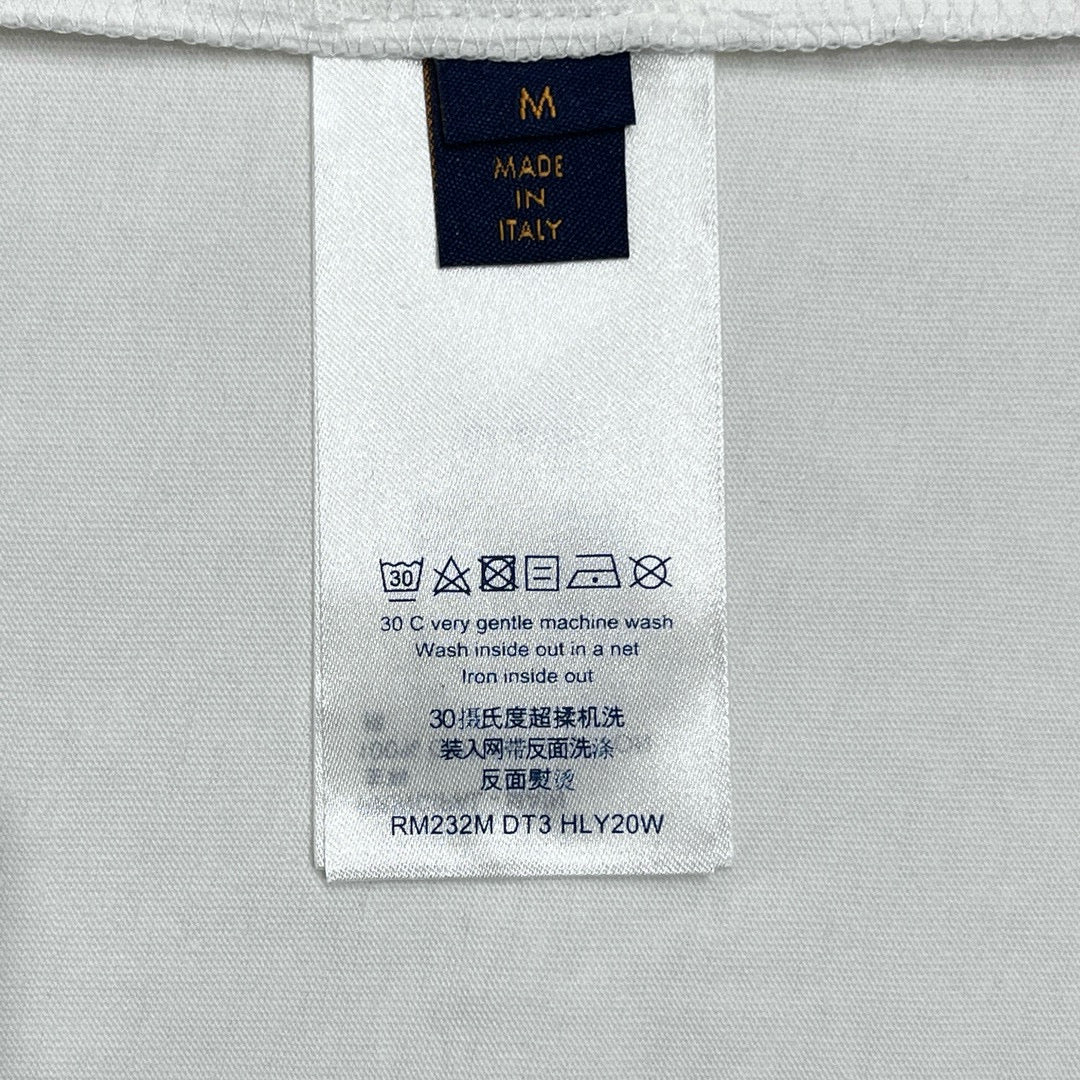 M
MADE
IN
ITALY
30
30 C very gentle machine wash
Wash inside out in a net
Iron inside out
30摄氏度超揉机洗
装入网带反面洗涤
反面熨烫
RM232M DT3 HLY20W